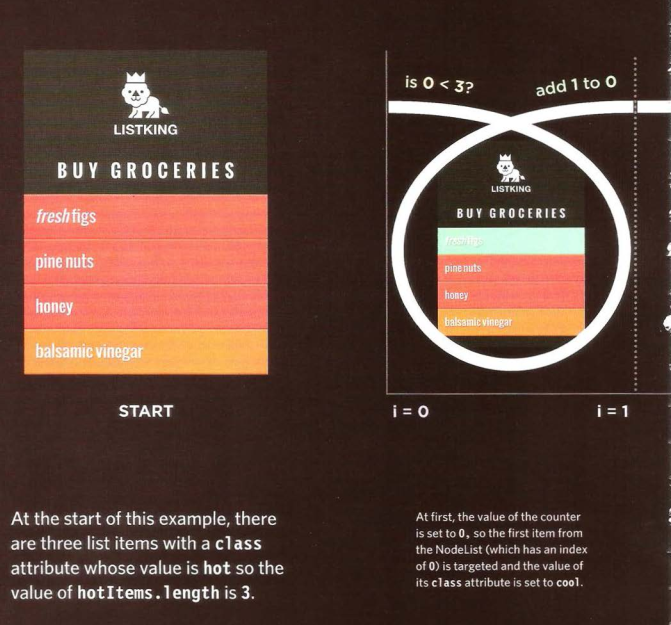 LISTKING
BUY GROCERIES
fresh figs
pine nuts
honey
balsamic vinegar
START
At the start of this example, there
are three list items with a class
attribute whose value is hot so the
value of hotItems.length is 3.
is 0 < 3?
add 1 to 0
LISTKING
BUY GROCERIES
fresh figs
pine nuts
honey
balsamic vinegar
i = 0
i = 1
At first, the value of the counter
is set to 0, so the first item from
the NodeList (which has an index
of 0) is targeted and the value of
its class attribute is set to cool.